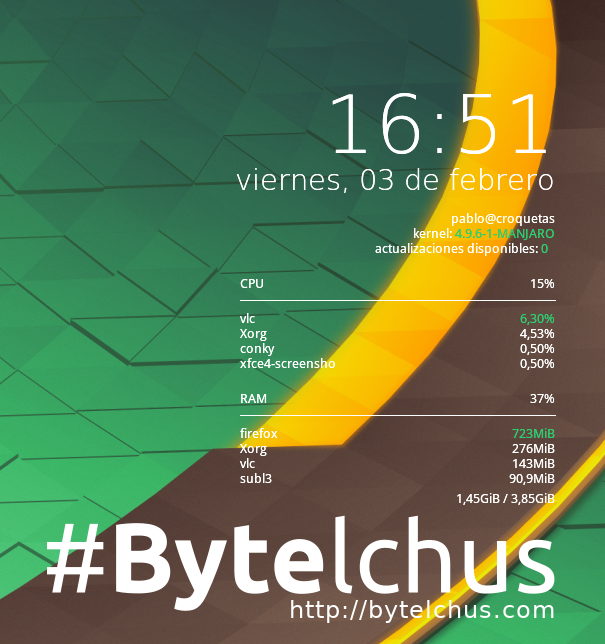 16:51
viernes, 03 de febrero
pablo@croquetas
kernel: 4.9.6-1-MANJARO
actualizaciones disponibles: 0
CPU 15%
vlc 6,30%
Xorg 4,53%
conky 0,50%
xfce4-screensho 0,50%
RAM 37%
firefox 723MiB
Xorg 276MiB
vlc 143MiB
subl3 90,9MiB
1,45GiB / 3,85GiB
#Bytelchus
http://bytelchus.com